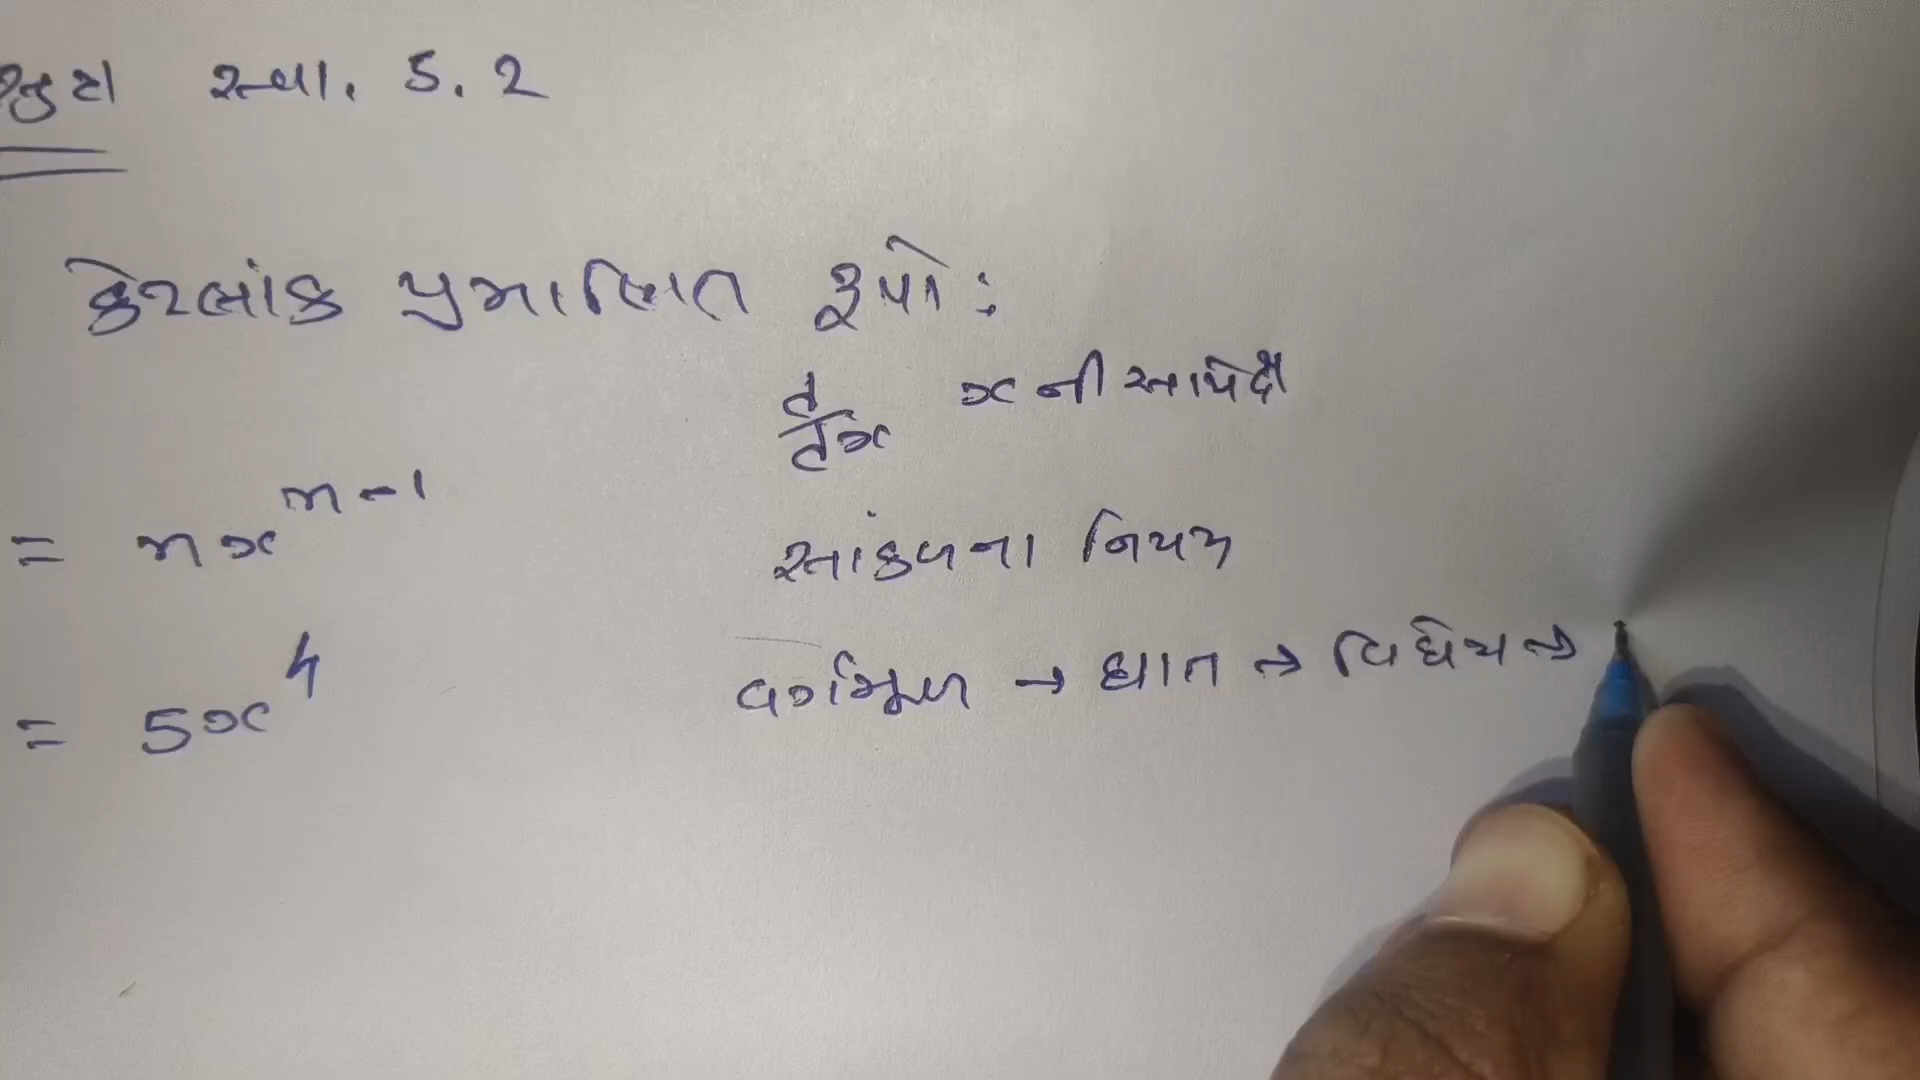 સ્વા. 5.2
કેટલાંક પ્રમાણિત રૂપો :
d/dx x ની સાપેક્ષ
= nx^{n-1}
સાંકળના નિયમ
વર્ગમૂળ → ઘાત → વિધેય →
= 5x^4